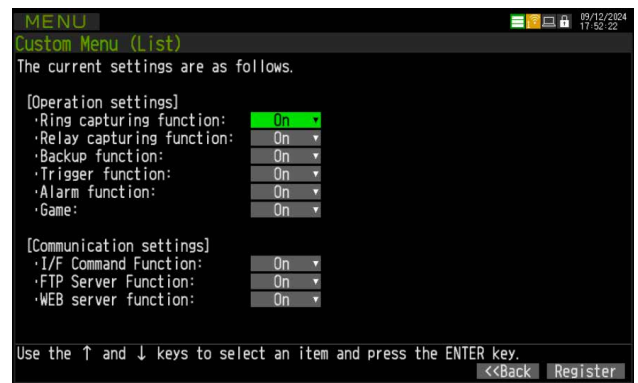 MENU
09/12/2024
17:52:22
Custom Menu (List)
The current settings are as follows.
[Operation settings]
･Ring capturing function: On ▼
･Relay capturing function: On ▼
･Backup function: On ▼
･Trigger function: On ▼
･Alarm function: On ▼
･Game: On ▼
[Communication settings]
･I/F Command Function: On ▼
･FTP Server Function: On ▼
･WEB server function: On ▼
Use the ↑ and ↓ keys to select an item and press the ENTER key.
<<Back Register